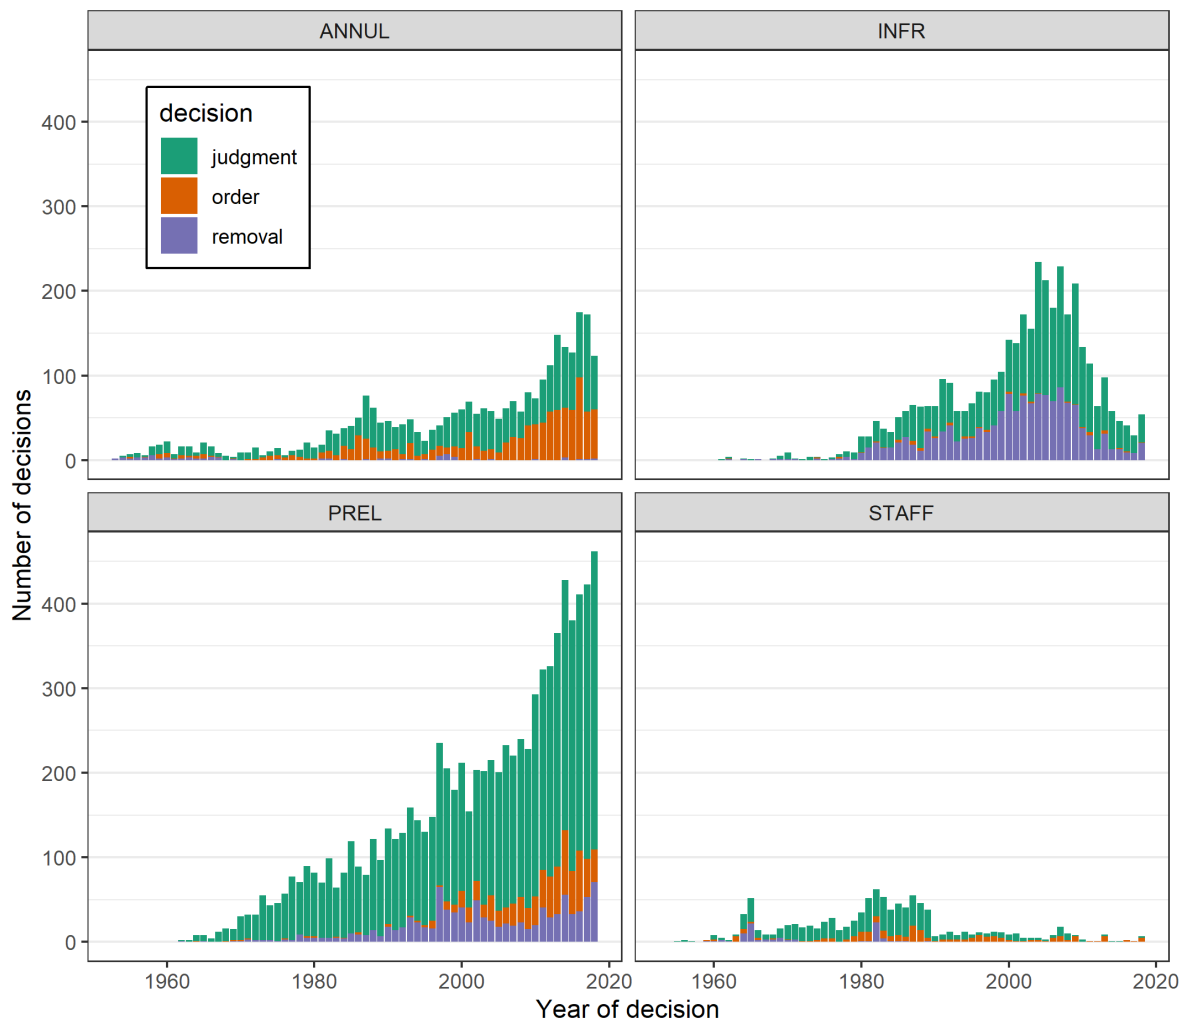 ANNUL
INFR
decision
judgment
order
removal
400
300
200
100
0
PREL
STAFF
400
300
200
100
0
1960
1980
2000
2020
1960
1980
2000
2020
Number of decisions
Year of decision